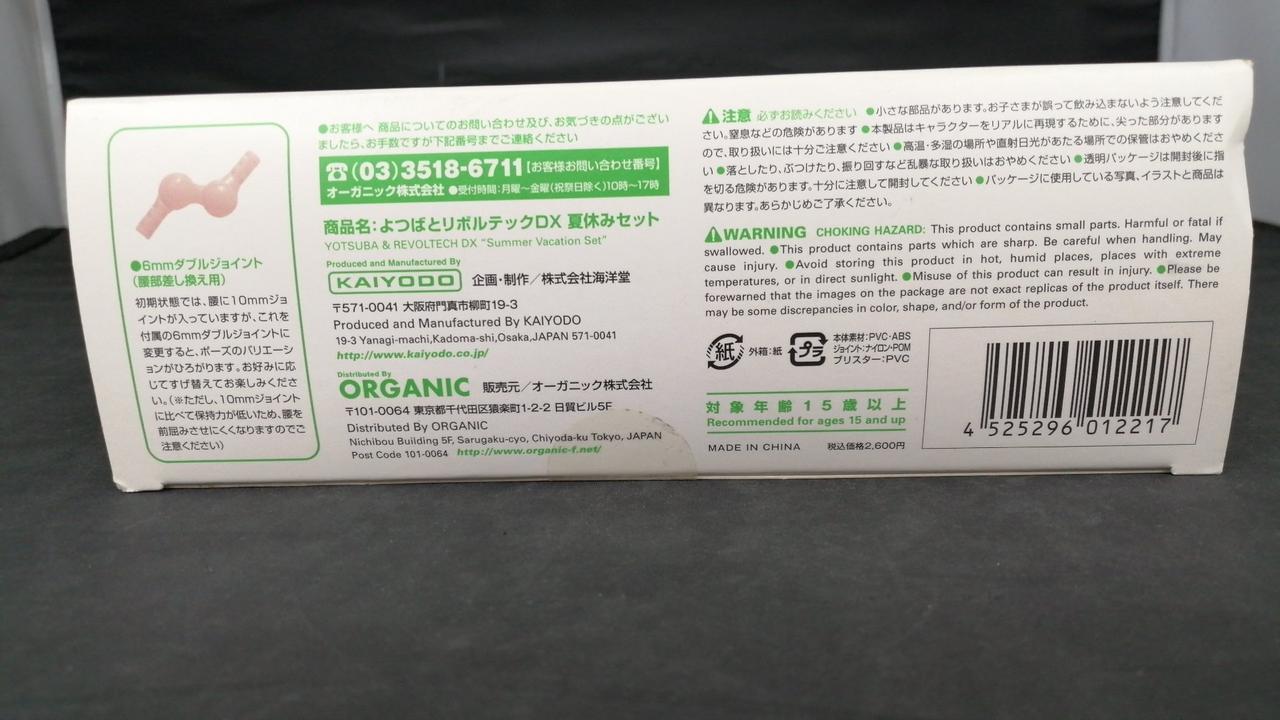 ●6mmダブルジョイント
(腰部差し換え用)
初期状態では、腰に10mmジョ
イントが入っていますが、これを
付属の6mmダブルジョイントに
変更すると、ポーズのバリエーシ
ョンがひろがります。お好みに応
じてすげ替えてお楽しみくださ
い。(※ただし、10mmジョイント
に比べて保持力が低いため、腰を
前屈みさせにくくなりますのでご
注意ください)
●お客様へ 商品についてのお問い合わせ及び、お気づきの点がござい
ましたら、お手数ですが下記番号までご連絡ください
☎(03)3518-6711【お客様お問い合わせ番号】
オーガニック株式会社 ●受付時間:月曜〜金曜(祝祭日除く)10時〜17時
商品名:よつばとリボルテックDX 夏休みセット
YOTSUBA & REVOLTECH DX "Summer Vacation Set"
Produced and Manufactured By
KAIYODO 企画・制作/株式会社海洋堂
〒571-0041 大阪府門真市柳町19-3
Produced and Manufactured By KAIYODO
19-3 Yanagi-machi,Kadoma-shi,Osaka,JAPAN 571-0041
http://www.kaiyodo.co.jp/
Distributed By
ORGANIC 販売元/オーガニック株式会社
〒101-0064 東京都千代田区猿楽町1-2-2 日貿ビル5F
Distributed By ORGANIC
Nichibou Building 5F, Sarugaku-cyo, Chiyoda-ku Tokyo, JAPAN
Post Code 101-0064 http://www.organic-f.net/
⚠注意 必ずお読みください ●小さな部品があります。お子さまが誤って飲み込まないよう注意してくだ
さい。窒息などの危険があります ●本製品はキャラクターをリアルに再現するために、尖った部分があります
ので、取り扱いには十分ご注意ください ●高温・多湿の場所や直射日光があたる場所での保管はおやめくださ
い ●落としたり、ぶつけたり、振り回すなど乱暴な取り扱いはおやめください ●透明パッケージは開封後に指
を切る危険があります。十分に注意して開封してください ●パッケージに使用している写真、イラストと商品は
異なります。あらかじめご了承ください。
⚠WARNING CHOKING HAZARD: This product contains small parts. Harmful or fatal if
swallowed. ●This product contains parts which are sharp. Be careful when handling. May
cause injury. ●Avoid storing this product in hot, humid places, places with extreme
temperatures, or in direct sunlight. ●Misuse of this product can result in injury. ●Please be
forewarned that the images on the package are not exact replicas of the product itself. There
may be some discrepancies in color, shape, and/or form of the product.
紙 外箱:紙 プラ 本体素材:PVC・ABS
ジョイント:ナイロン・POM
ブリスター:PVC
対象年齢15歳以上
Recommended for ages 15 and up
MADE IN CHINA 税込価格2,600円
4 525296 012217